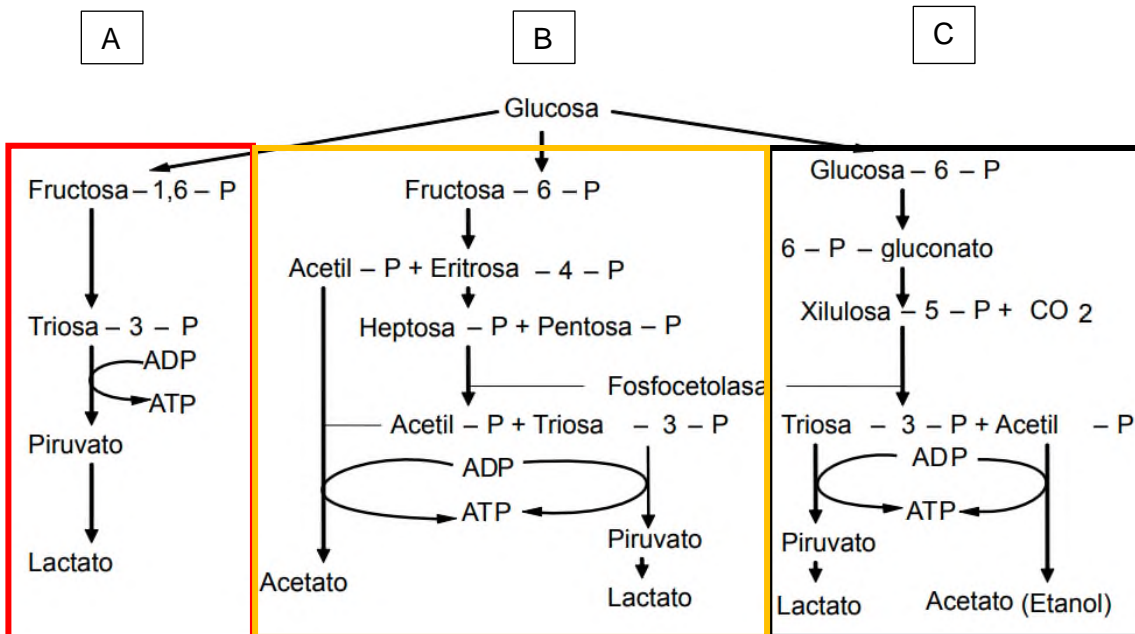 A
B
C
Glucosa
Fructosa – 1,6 – P
Triosa – 3 – P
ADP
ATP
Piruvato
Lactato
Fructosa – 6 – P
Acetil – P + Eritrosa – 4 – P
Heptosa – P + Pentosa – P
Fosfocetolasa
Acetil – P + Triosa – 3 – P
ADP
ATP
Piruvato
Acetato
Lactato
Glucosa – 6 – P
6 – P – gluconato
Xilulosa – 5 – P + CO 2
Triosa – 3 – P + Acetil – P
ADP
ATP
Piruvato
Lactato
Acetato (Etanol)